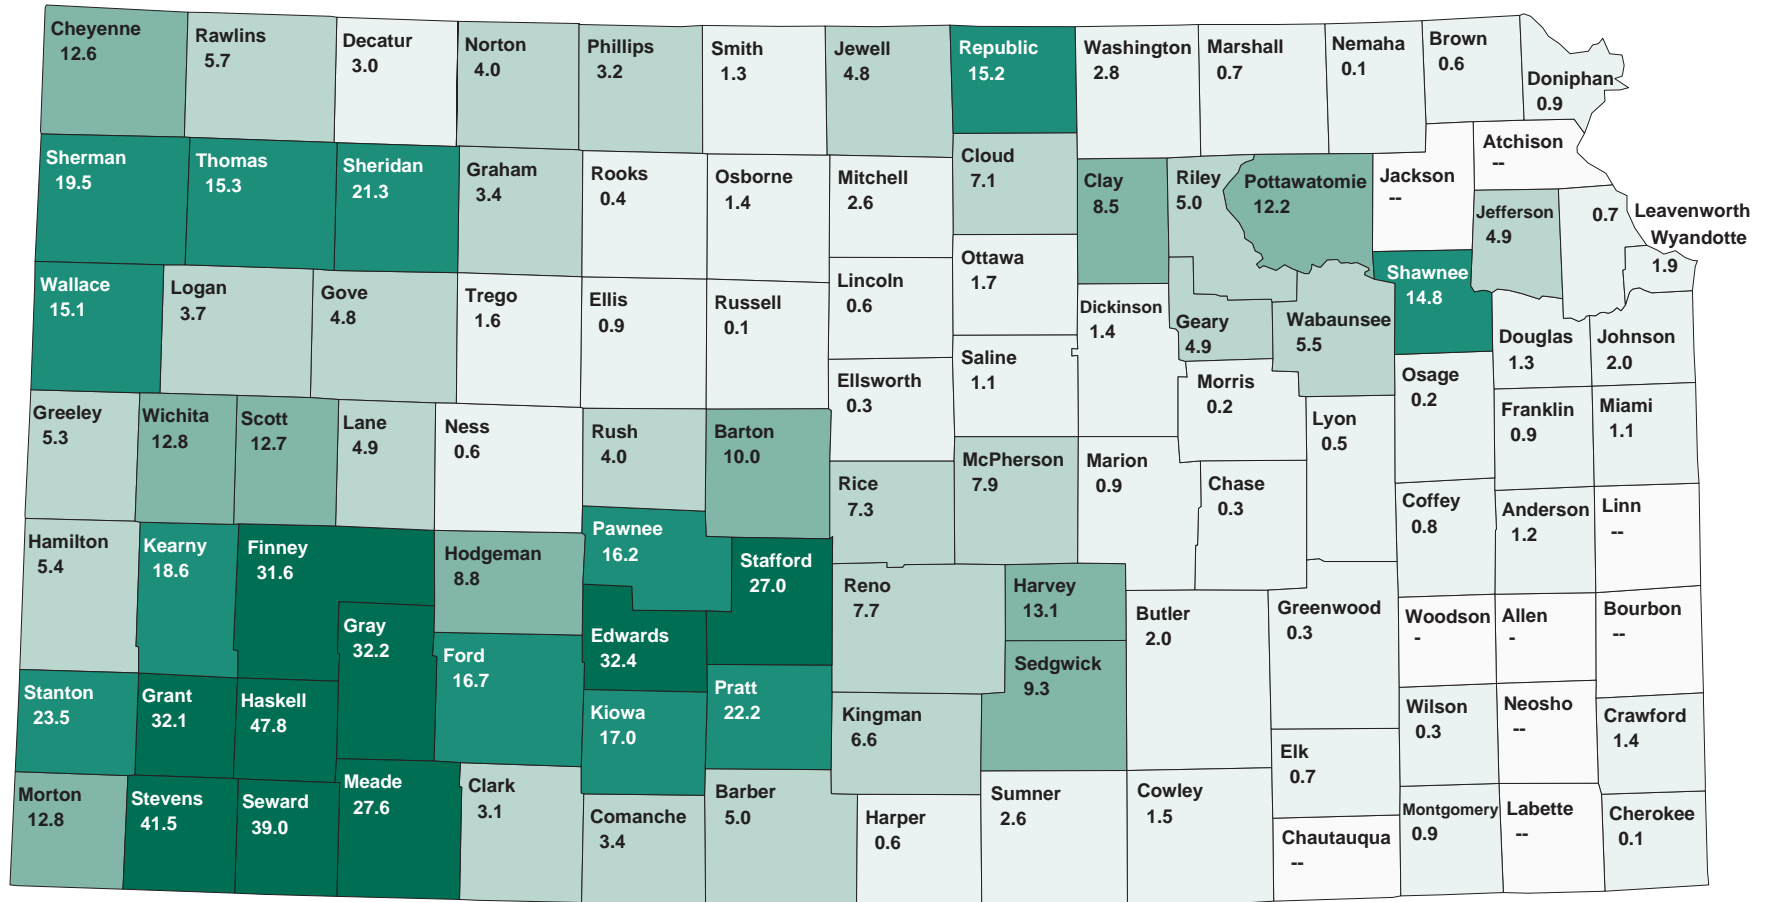 Cheyenne
12.6
Rawlins
5.7
Decatur
3.0
Norton
4.0
Phillips
3.2
Smith
1.3
Jewell
4.8
Republic
15.2
Washington
2.8
Marshall
0.7
Nemaha
0.1
Brown
0.6
Doniphan
0.9
Sherman
19.5
Thomas
15.3
Sheridan
21.3
Graham
3.4
Rooks
0.4
Osborne
1.4
Mitchell
2.6
Cloud
7.1
Clay
8.5
Riley
5.0
Pottawatomie
12.2
Jackson
--
Atchison
--
Jefferson
4.9
0.7
Leavenworth
Wyandotte
1.9
Wallace
15.1
Logan
3.7
Gove
4.8
Trego
1.6
Ellis
0.9
Russell
0.1
Lincoln
0.6
Ottawa
1.7
Dickinson
1.4
Geary
4.9
Wabaunsee
5.5
Shawnee
14.8
Douglas
1.3
Johnson
2.0
Saline
1.1
Ellsworth
0.3
Morris
0.2
Osage
0.2
Franklin
0.9
Miami
1.1
Greeley
5.3
Wichita
12.8
Scott
12.7
Lane
4.9
Ness
0.6
Rush
4.0
Barton
10.0
Rice
7.3
McPherson
7.9
Marion
0.9
Chase
0.3
Lyon
0.5
Coffey
0.8
Anderson
1.2
Linn
--
Hamilton
5.4
Kearny
18.6
Finney
31.6
Hodgeman
8.8
Pawnee
16.2
Stafford
27.0
Reno
7.7
Harvey
13.1
Butler
2.0
Greenwood
0.3
Woodson
-
Allen
-
Bourbon
--
Gray
32.2
Ford
16.7
Edwards
32.4
Sedgwick
9.3
Stanton
23.5
Grant
32.1
Haskell
47.8
Kiowa
17.0
Pratt
22.2
Kingman
6.6
Elk
0.7
Wilson
0.3
Neosho
--
Crawford
1.4
Morton
12.8
Stevens
41.5
Seward
39.0
Meade
27.6
Clark
3.1
Comanche
3.4
Barber
5.0
Harper
0.6
Sumner
2.6
Cowley
1.5
Chautauqua
--
Montgomery
0.9
Labette
--
Cherokee
0.1